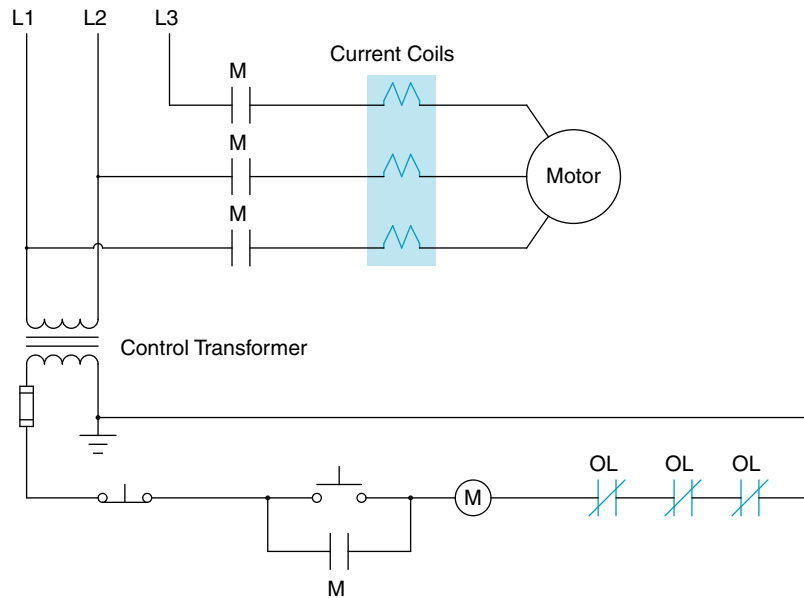 L1 L2 L3
Current Coils
M
M
Motor
M
Control Transformer
OL OL OL
M
M